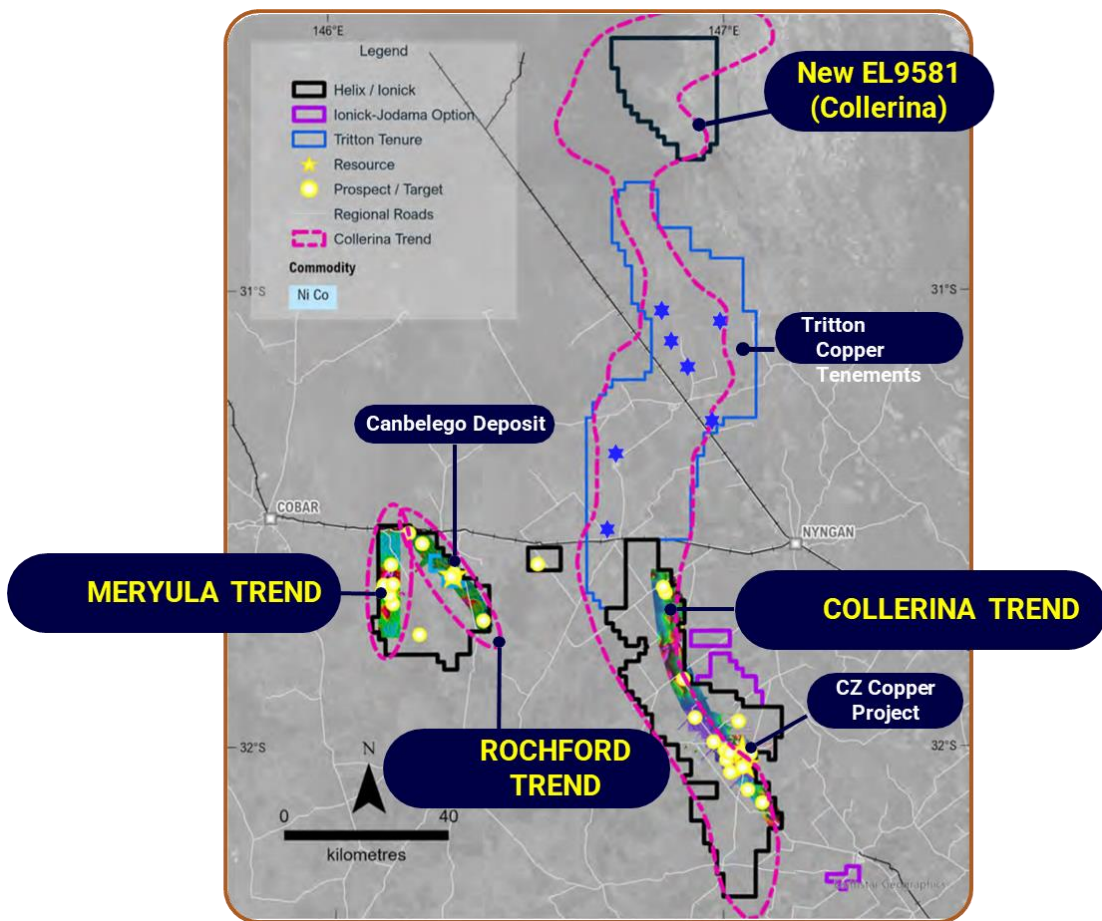 146°E
147°E
Legend
Helix / Ionick
Ionick-Jodama Option
Tritton Tenure
Resource
Prospect / Target
Regional Roads
Collerina Trend
Commodity
Ni Co
New EL9581
(Collerina)
31°S
31°S
Tritton
Copper
Tenements
Canbelego Deposit
COBAR
NYNGAN
MERYULA TREND
COLLERINA TREND
CZ Copper
Project
ROCHFORD
TREND
32°S
32°S
N
0
40
kilometres
Earthstar Geographics